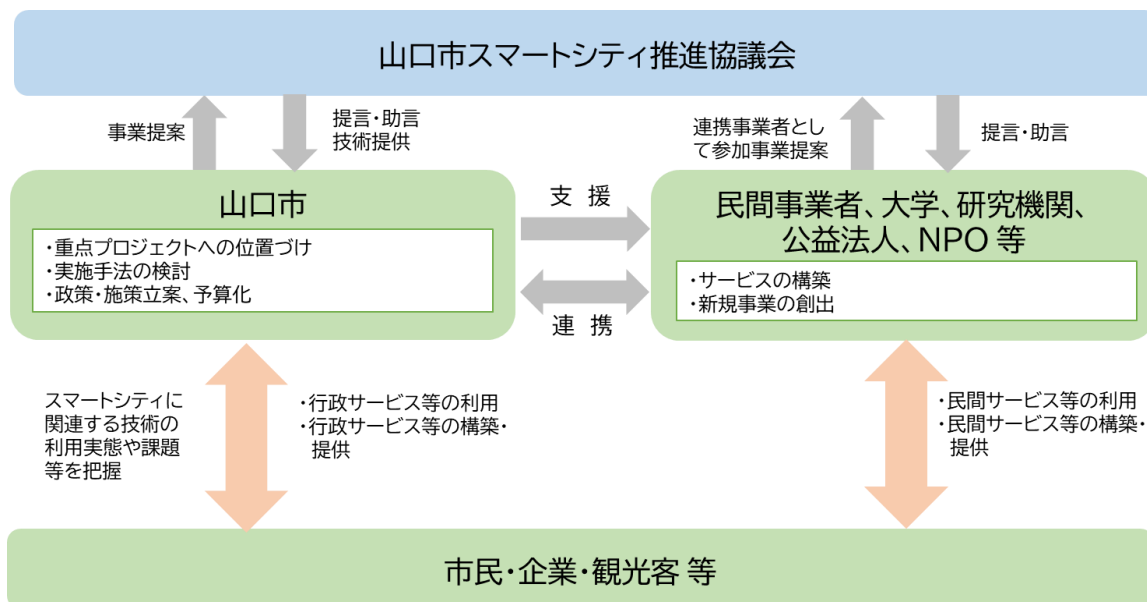 山口市スマートシティ推進協議会
事業提案
提言・助言
技術提供
連携事業者とし
て参加事業提案
提言・助言
山口市
・重点プロジェクトへの位置づけ
・実施手法の検討
・政策・施策立案、予算化
支 援
連 携
民間事業者、大学、研究機関、
公益法人、NPO 等
・サービスの構築
・新規事業の創出
スマートシティに
関連する技術の
利用実態や課題
等を把握
・行政サービス等の利用
・行政サービス等の構築・
提供
・民間サービス等の利用
・民間サービス等の構築・
提供
市民・企業・観光客 等